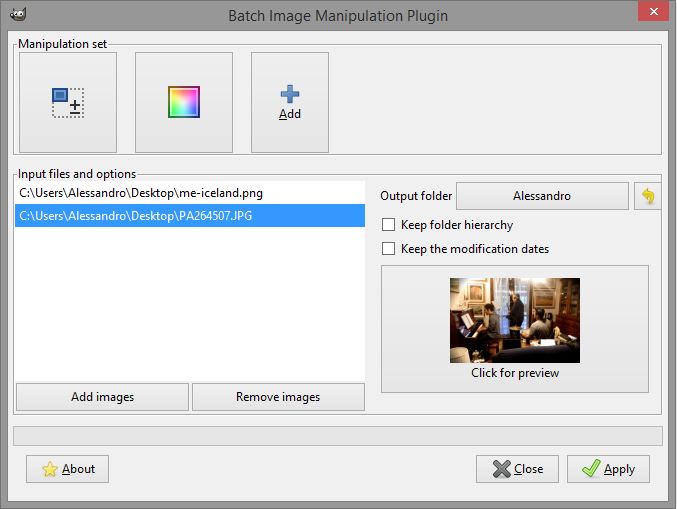 Batch Image Manipulation Plugin
Manipulation set
Add
Input files and options
C:\Users\Alessandro\Desktop\me-iceland.png
C:\Users\Alessandro\Desktop\PA264507.JPG
Output folder
Alessandro
Keep folder hierarchy
Keep the modification dates
Click for preview
Add images
Remove images
About
Close
Apply